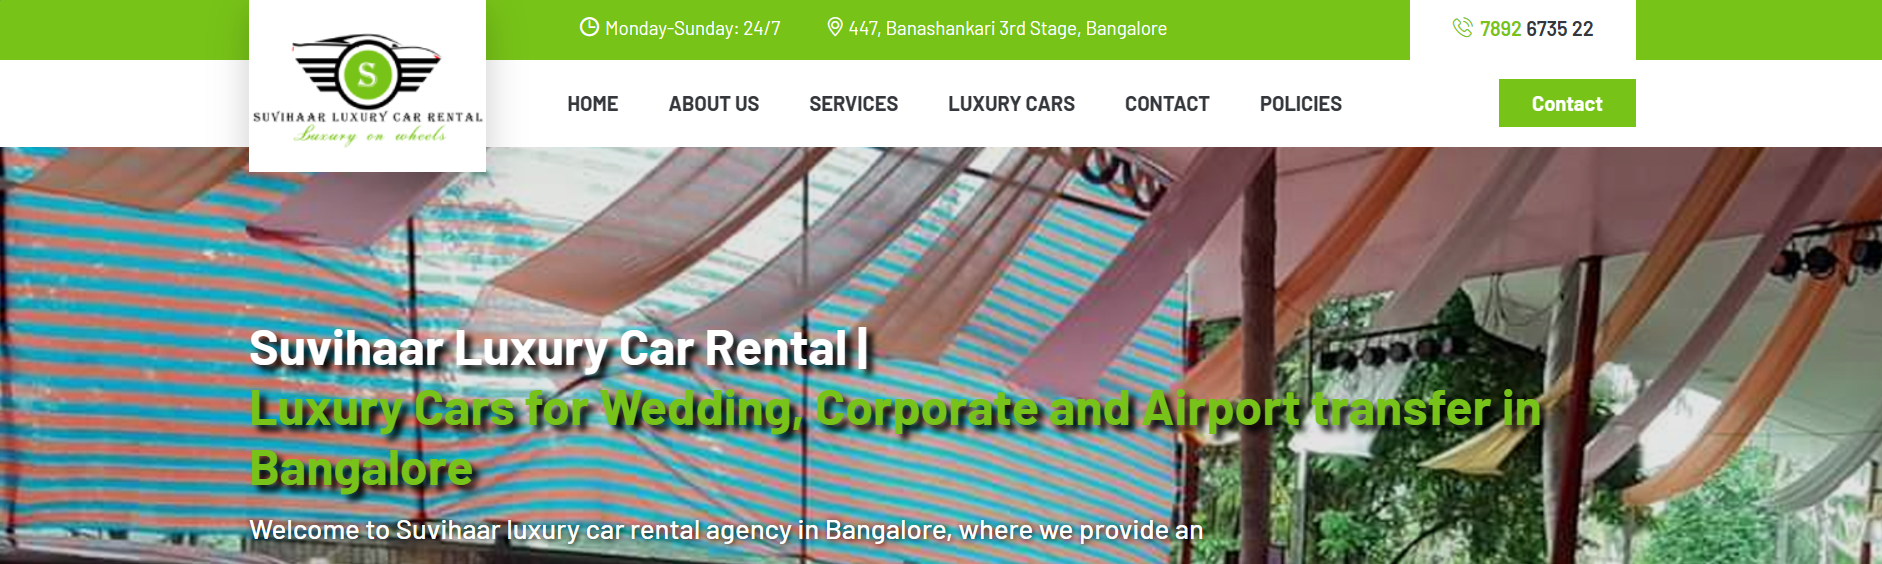 Monday-Sunday: 24/7
447, Banashankari 3rd Stage, Bangalore
7892 6735 22
S
SUVIHAAR LUXURY CAR RENTAL
Luxury on wheels
HOME
ABOUT US
SERVICES
LUXURY CARS
CONTACT
POLICIES
Contact
Suvihaar Luxury Car Rental |
Luxury Cars for Wedding, Corporate and Airport transfer in
Bangalore
Welcome to Suvihaar luxury car rental agency in Bangalore, where we provide an